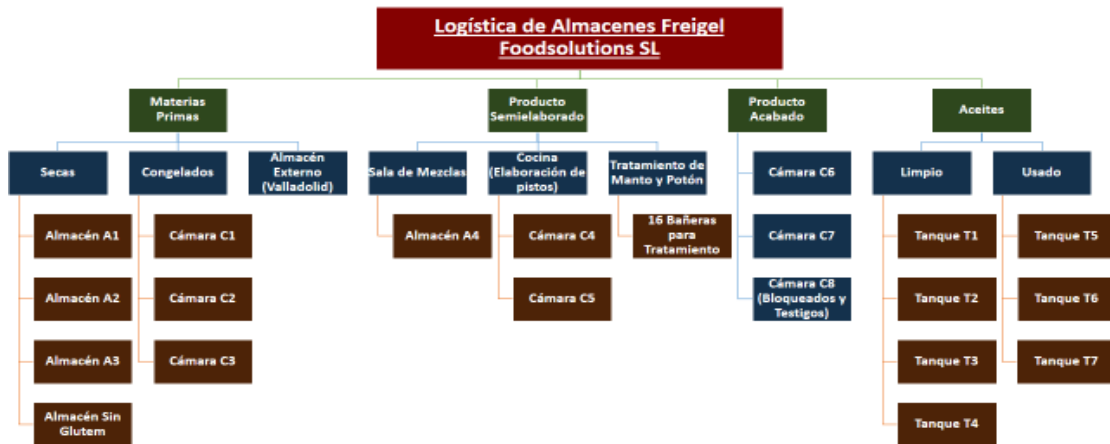 Logística de Almacenes Freigel
Foodsolutions SL
Materias
Primas
Producto
Semielaborado
Producto
Acabado
Aceites
Secas
Congelados
Almacén
Externo
(Valladolid)
Sala de Mezclas
Cocina
(Elaboración de
pistos)
Tratamiento de
Manto y Potón
Cámara C6
Limpio
Usado
Almacén A1
Cámara C1
Almacén A4
Cámara C4
16 Bañeras
para
Tratamiento
Cámara C7
Tanque T1
Tanque T5
Almacén A2
Cámara C2
Cámara C5
Cámara C8
(Bloqueados y
Testigos)
Tanque T2
Tanque T6
Almacén A3
Cámara C3
Tanque T3
Tanque T7
Almacén Sin
Glutem
Tanque T4